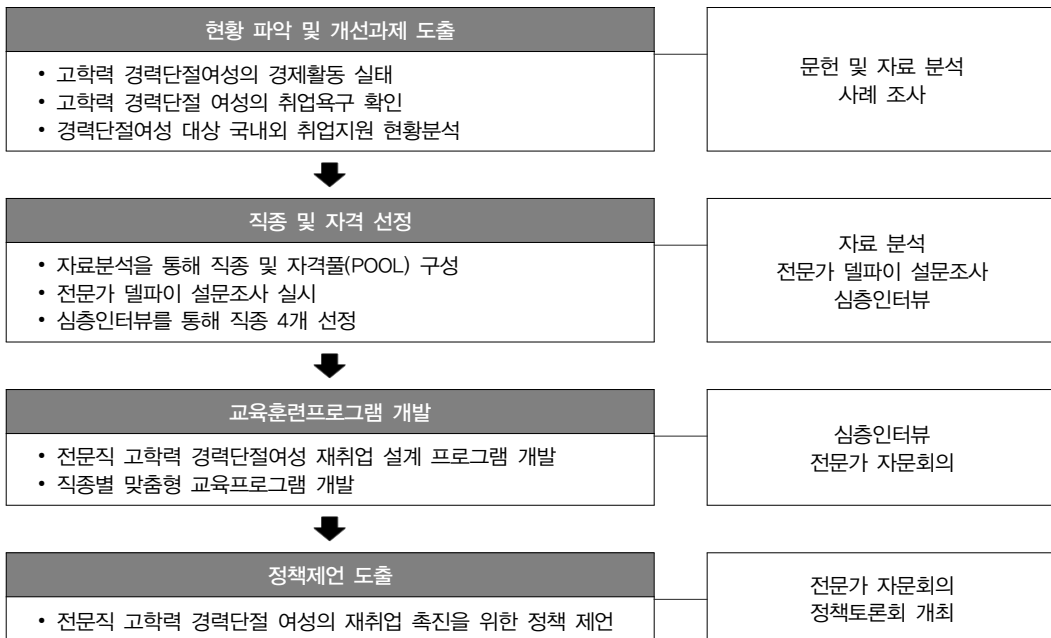 현황 파악 및 개선과제 도출
• 고학력 경력단절여성의 경제활동 실태
• 고학력 경력단절 여성의 취업욕구 확인
• 경력단절여성 대상 국내외 취업지원 현황분석
문헌 및 자료 분석
사례 조사
직종 및 자격 선정
• 자료분석을 통해 직종 및 자격풀(POOL) 구성
• 전문가 델파이 설문조사 실시
• 심층인터뷰를 통해 직종 4개 선정
자료 분석
전문가 델파이 설문조사
심층인터뷰
교육훈련프로그램 개발
• 전문직 고학력 경력단절여성 재취업 설계 프로그램 개발
• 직종별 맞춤형 교육프로그램 개발
심층인터뷰
전문가 자문회의
정책제언 도출
• 전문직 고학력 경력단절 여성의 재취업 촉진을 위한 정책 제언
전문가 자문회의
정책토론회 개최